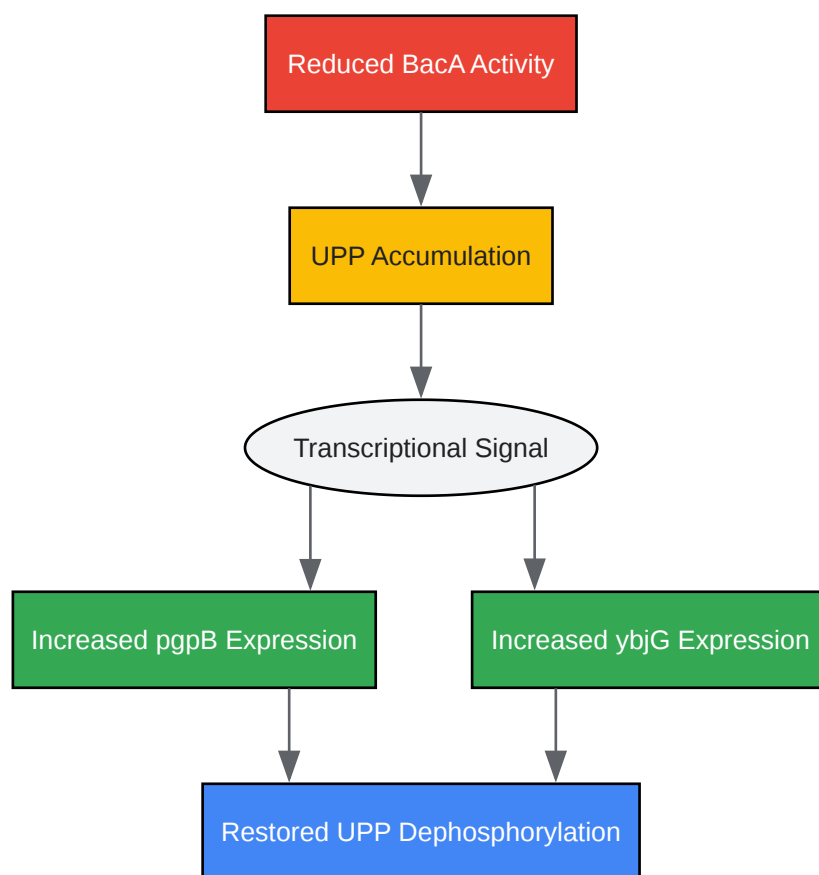 Reduced BacA Activity
UPP Accumulation
Transcriptional Signal
Increased pgpB Expression
Increased ybjG Expression
Restored UPP Dephosphorylation